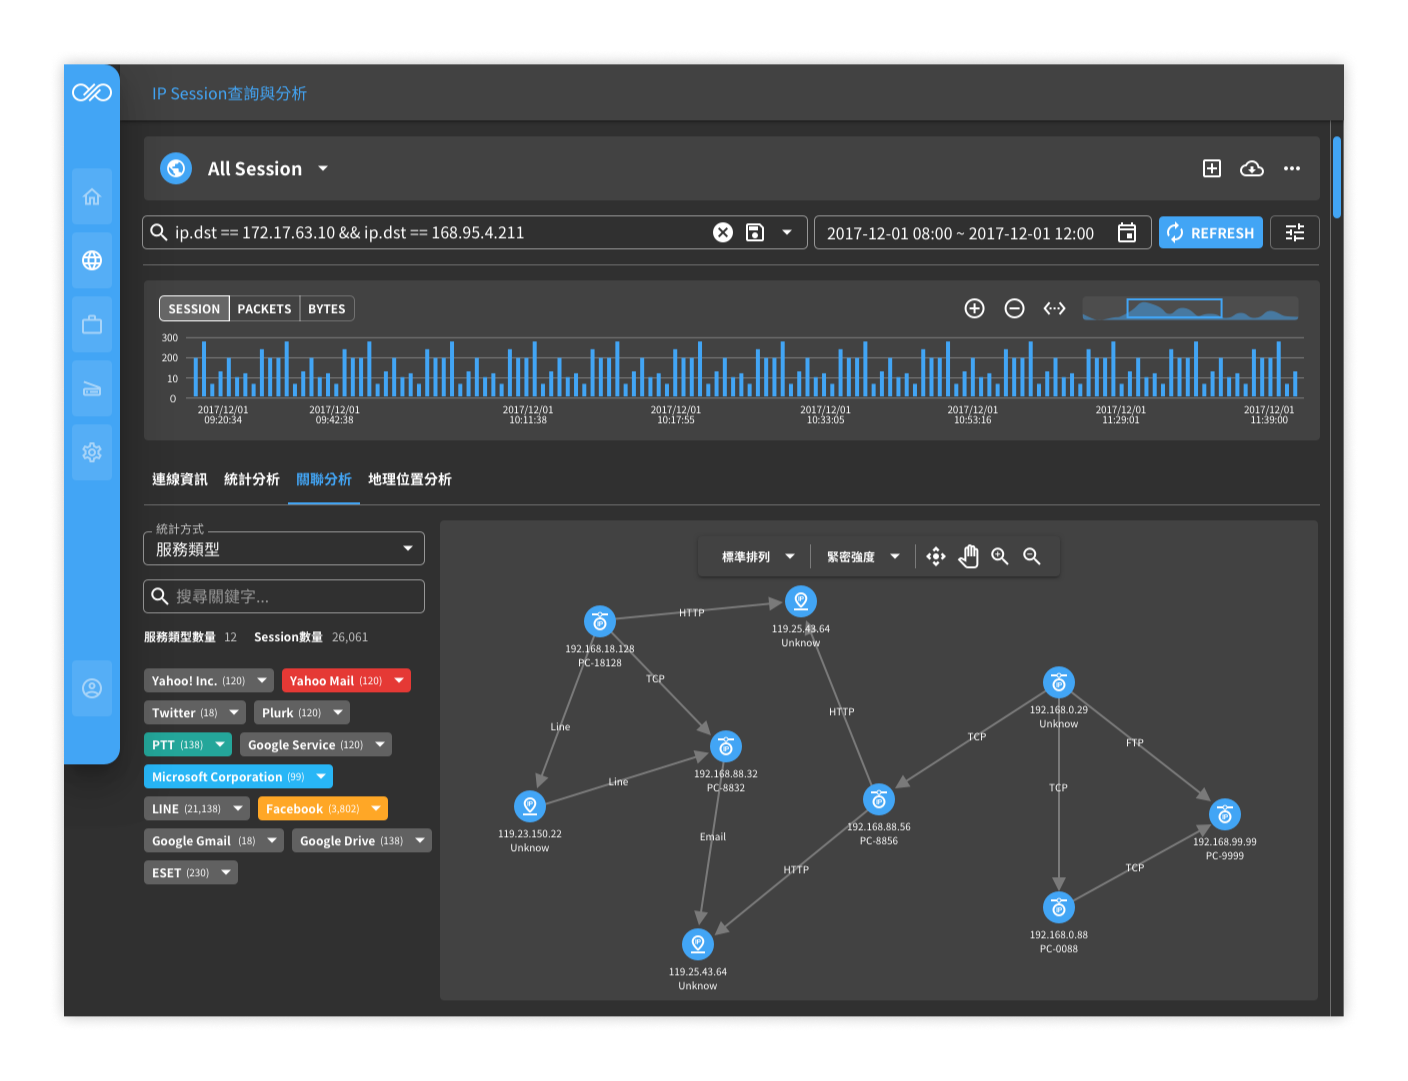 IP Session查詢與分析
All Session
ip.dst == 172.17.63.10 && ip.dst == 168.95.4.211
2017-12-01 08:00 ~ 2017-12-01 12:00
REFRESH
SESSION PACKETS BYTES
300
200
10
0
2017/12/01 09:20:34
2017/12/01 09:42:38
2017/12/01 10:11:38
2017/12/01 10:17:55
2017/12/01 10:33:05
2017/12/01 10:53:16
2017/12/01 11:29:01
2017/12/01 11:39:00
連線資訊 統計分析 關聯分析 地理位置分析
統計方式
服務類型
搜尋關鍵字...
服務類型數量 12 Session數量 26,061
Yahoo! Inc. (120) Yahoo Mail (120)
Twitter (18) Plurk (120)
PTT (138) Google Service (120)
Microsoft Corporation (99)
LINE (21,138) Facebook (3,802)
Google Gmail (18) Google Drive (138)
ESET (230)
標準排列 緊密強度
HTTP
119.25.43.64
Unknow
192.168.18.128
PC-18128
TCP
192.168.0.29
Unknow
HTTP
Line
TCP
FTP
192.168.88.32
PC-8832
Line
TCP
119.23.150.22
Unknow
192.168.88.56
PC-8856
Email
192.168.99.99
PC-9999
HTTP
TCP
192.168.0.88
PC-0088
119.25.43.64
Unknow